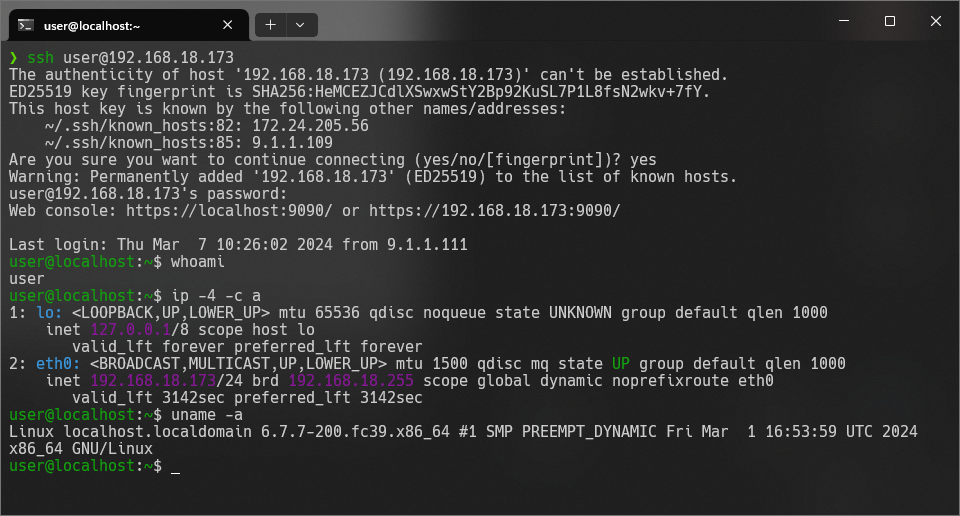 user@localhost:~
❯ ssh user@192.168.18.173
The authenticity of host '192.168.18.173 (192.168.18.173)' can't be established.
ED25519 key fingerprint is SHA256:HeMCEZJCdlXSwxwStY2Bp92KuSL7P1L8fsN2wkv+7fY.
This host key is known by the following other names/addresses:
    ~/.ssh/known_hosts:82: 172.24.205.56
    ~/.ssh/known_hosts:85: 9.1.1.109
Are you sure you want to continue connecting (yes/no/[fingerprint])? yes
Warning: Permanently added '192.168.18.173' (ED25519) to the list of known hosts.
user@192.168.18.173's password:
Web console: https://localhost:9090/ or https://192.168.18.173:9090/

Last login: Thu Mar  7 10:26:02 2024 from 9.1.1.111
user@localhost:~$ whoami
user
user@localhost:~$ ip -4 -c a
1: lo: <LOOPBACK,UP,LOWER_UP> mtu 65536 qdisc noqueue state UNKNOWN group default qlen 1000
    inet 127.0.0.1/8 scope host lo
       valid_lft forever preferred_lft forever
2: eth0: <BROADCAST,MULTICAST,UP,LOWER_UP> mtu 1500 qdisc mq state UP group default qlen 1000
    inet 192.168.18.173/24 brd 192.168.18.255 scope global dynamic noprefixroute eth0
       valid_lft 3142sec preferred_lft 3142sec
user@localhost:~$ uname -a
Linux localhost.localdomain 6.7.7-200.fc39.x86_64 #1 SMP PREEMPT_DYNAMIC Fri Mar  1 16:53:59 UTC 2024
x86_64 GNU/Linux
user@localhost:~$ _